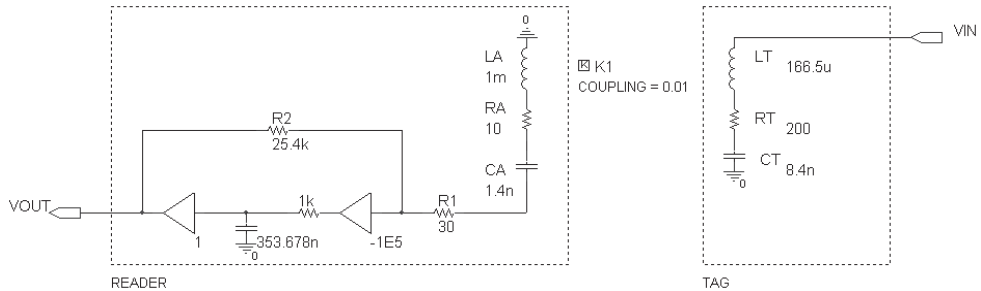 0
LA
1m
RA
10
CA
1.4n
R2
25.4k
VOUT
1
353.678n
0
1k
-1E5
R1
30
READER
K K1
COUPLING = 0.01
VIN
LT
166.5u
RT
200
CT
8.4n
0
TAG